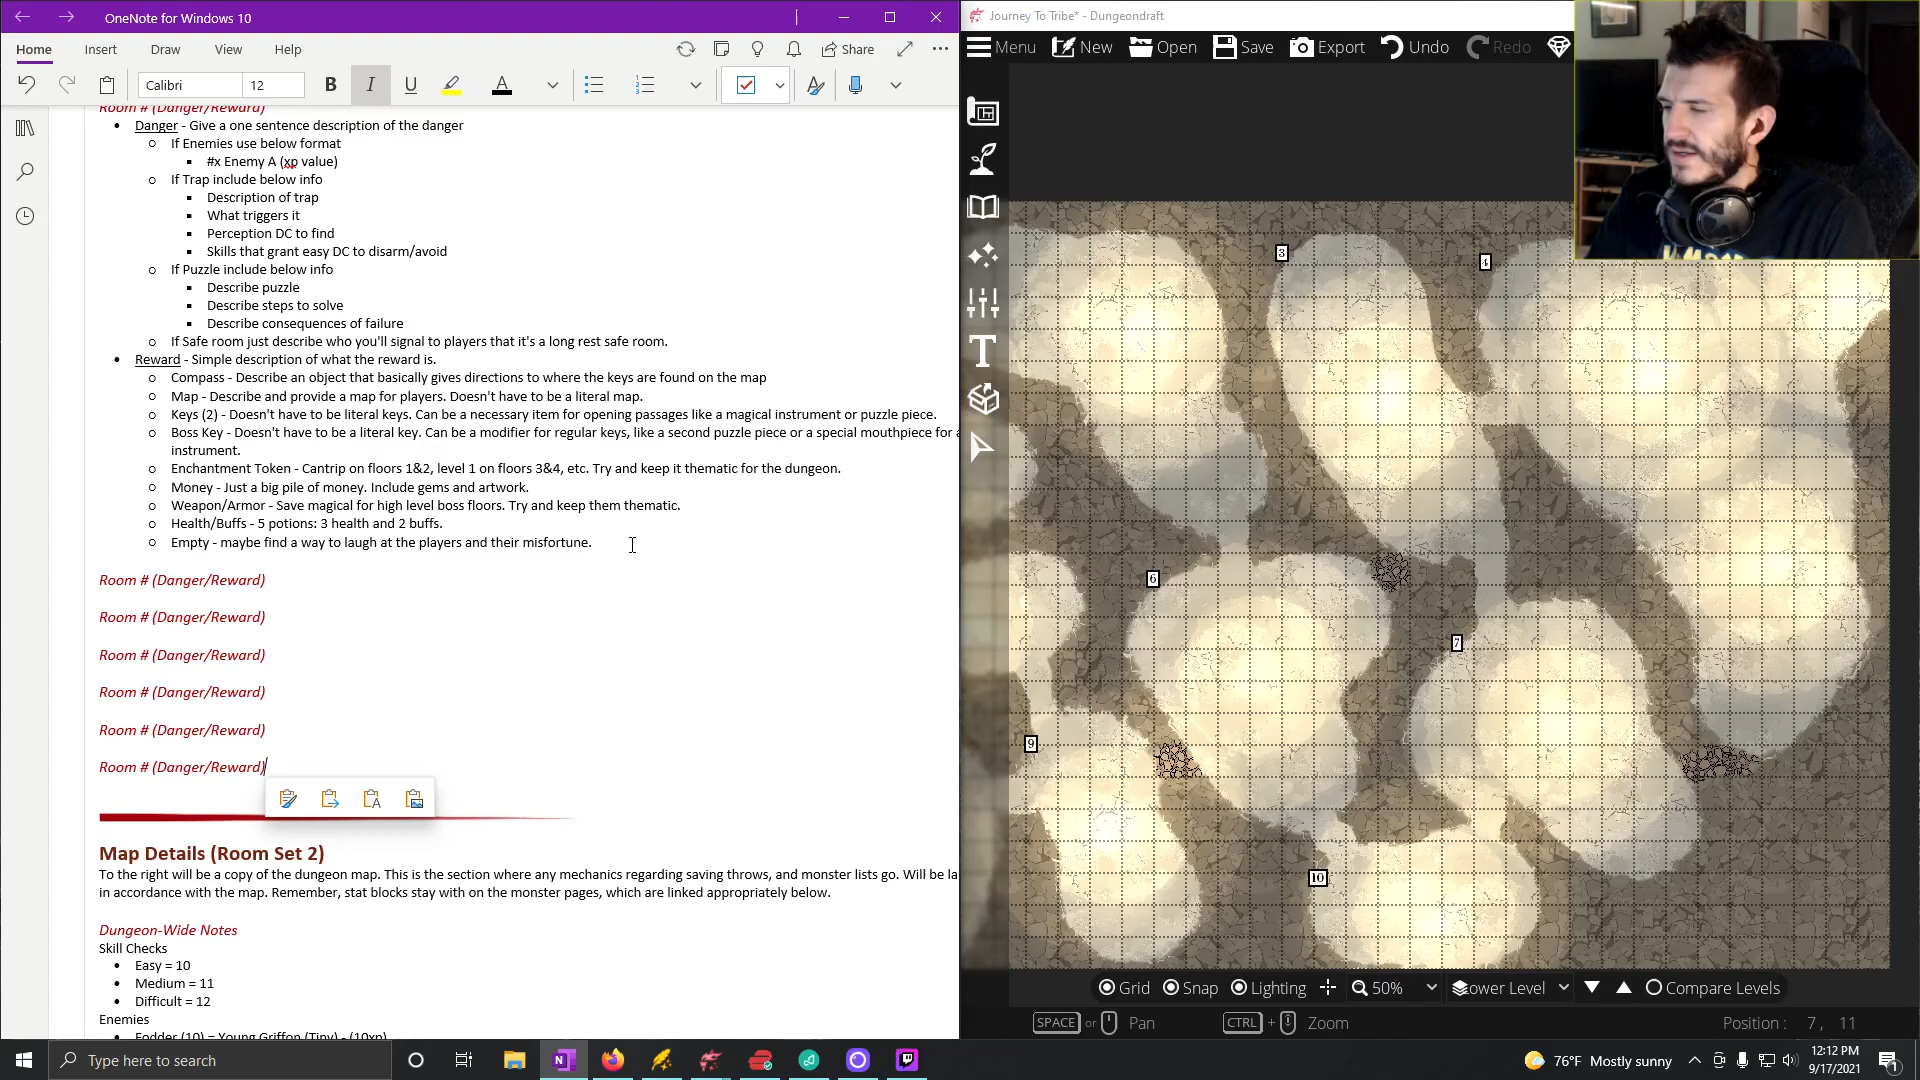 OneNote for Windows 10
Home
Insert
Draw
View
Help
Share
Calibri
12
B
I
U
A
Room # (Danger/Reward)
Danger - Give a one sentence description of the danger
If Enemies use below format
#x Enemy A (xp value)
If Trap include below info
Description of trap
What triggers it
Perception DC to find
Skills that grant easy DC to disarm/avoid
If Puzzle include below info
Describe puzzle
Describe steps to solve
Describe consequences of failure
If Safe room just describe who you'll signal to players that it's a long rest safe room.
Reward - Simple description of what the reward is.
Compass - Describe an object that basically gives directions to where the keys are found on the map
Map - Describe and provide a map for players. Doesn't have to be a literal map.
Keys (2) - Doesn't have to be literal keys. Can be a necessary item for opening passages like a magical instrument or puzzle piece.
Boss Key - Doesn't have to be a literal key. Can be a modifier for regular keys, like a second puzzle piece or a special mouthpiece for a
instrument.
Enchantment Token - Cantrip on floors 1&2, level 1 on floors 3&4, etc. Try and keep it thematic for the dungeon.
Money - Just a big pile of money. Include gems and artwork.
Weapon/Armor - Save magical for high level boss floors. Try and keep them thematic.
Health/Buffs - 5 potions: 3 health and 2 buffs.
Empty - maybe find a way to laugh at the players and their misfortune.
Room # (Danger/Reward)
Room # (Danger/Reward)
Room # (Danger/Reward)
Room # (Danger/Reward)
Room # (Danger/Reward)
Room # (Danger/Reward)
Map Details (Room Set 2)
To the right will be a copy of the dungeon map. This is the section where any mechanics regarding saving throws, and monster lists go. Will be la
in accordance with the map. Remember, stat blocks stay with on the monster pages, which are linked appropriately below.
Dungeon-Wide Notes
Skill Checks
Easy = 10
Medium = 11
Difficult = 12
Enemies
Fodder (10) = Young Griffon (Tiny) - (10xp)
Journey To Tribe* - Dungeondraft
Menu
New
Open
Save
Export
Undo
Redo
T
3
4
6
7
9
10
Grid
Snap
Lighting
50%
ower Level
Compare Levels
SPACE or Pan
CTRL + Zoom
Position : 7, 11
Type here to search
76°F Mostly sunny
12:12 PM
9/17/2021
1